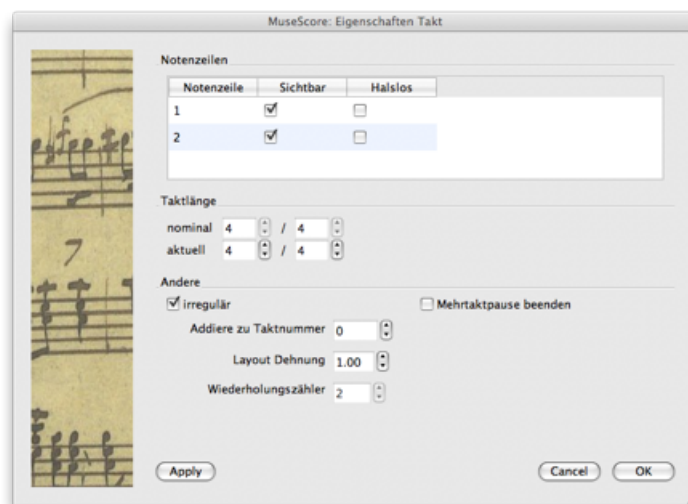 MuseScore: Eigenschaften Takt
Notenzeilen
Notenzeile Sichtbar Halslos
1
2
Taktlänge
nominal 4 / 4
aktuell 4 / 4
Andere
irregulär Mehrtaktpause beenden
Addiere zu Taktnummer 0
Layout Dehnung 1.00
Wiederholungszähler 2
Apply Cancel OK
7